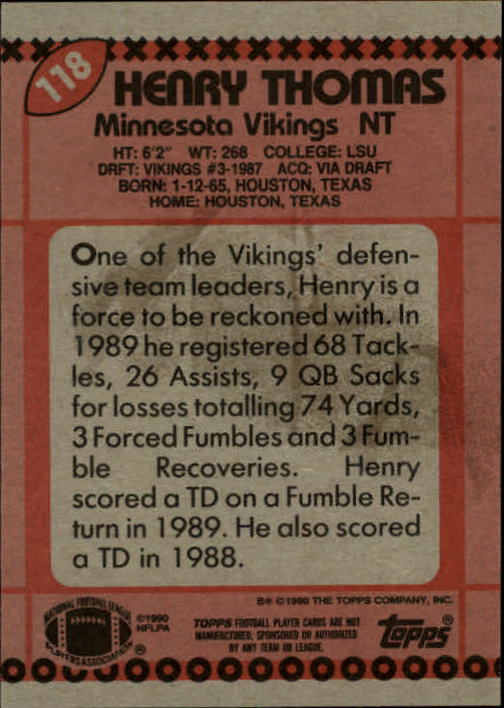 118
HENRY THOMAS
Minnesota Vikings NT
HT: 6'2" WT: 268 COLLEGE: LSU
DRFT: VIKINGS #3-1987 ACQ: VIA DRAFT
BORN: 1-12-65, HOUSTON, TEXAS
HOME: HOUSTON, TEXAS
One of the Vikings' defen-
sive team leaders, Henry is a
force to be reckoned with. In
1989 he registered 68 Tack-
les, 26 Assists, 9 QB Sacks
for losses totalling 74 Yards,
3 Forced Fumbles and 3 Fum-
ble Recoveries. Henry
scored a TD on a Fumble Re-
turn in 1989. He also scored
a TD in 1988.
B* ©1990 THE TOPPS COMPANY, INC.
NATIONAL FOOTBALL LEAGUE
PLAYERS ASSOCIATION ®
©1990
NFLPA
TOPPS FOOTBALL PLAYER CARDS ARE NOT
MANUFACTURED, SPONSORED OR AUTHORIZED
BY ANY TEAM OR LEAGUE.
topps®